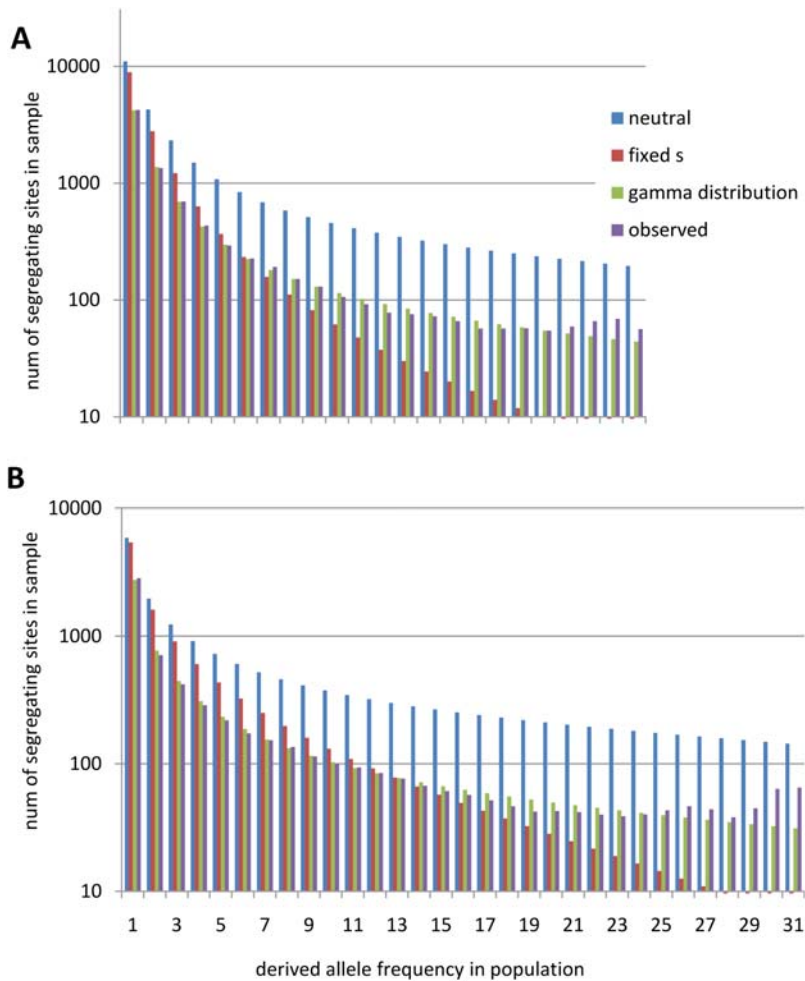 A
10000
1000
100
10
num of segregating sites in sample
neutral
fixed s
gamma distribution
observed
B
10000
1000
100
10
num of segregating sites in sample
1 3 5 7 9 11 13 15 17 19 21 23 25 27 29 31
derived allele frequency in population